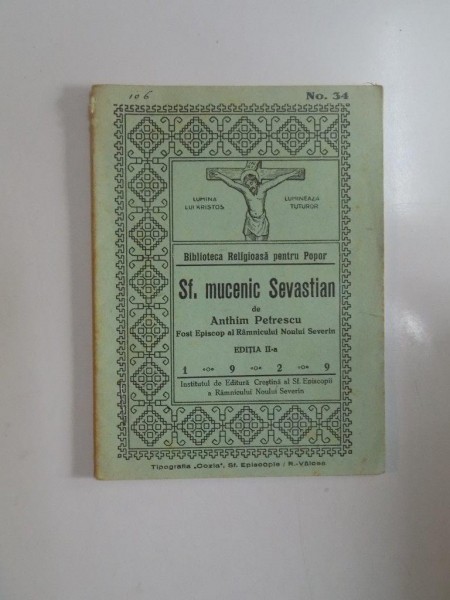 106
No. 34
LUMINA LUMINEAZĂ
LUI KRISTOS TUTUROR
Biblioteca Religioasă pentru Popor
Sf. mucenic Sevastian
de
Anthim Petrescu
Fost Episcop al Râmnicului Noului Severin
EDIȚIA II-a
1 9 2 9
Institutul de Editură Creștină al Sf. Episcopii
a Râmnicului Noului Severin
Tipografia „Cozia", Sf. Episcopie / R.-Vâlcea